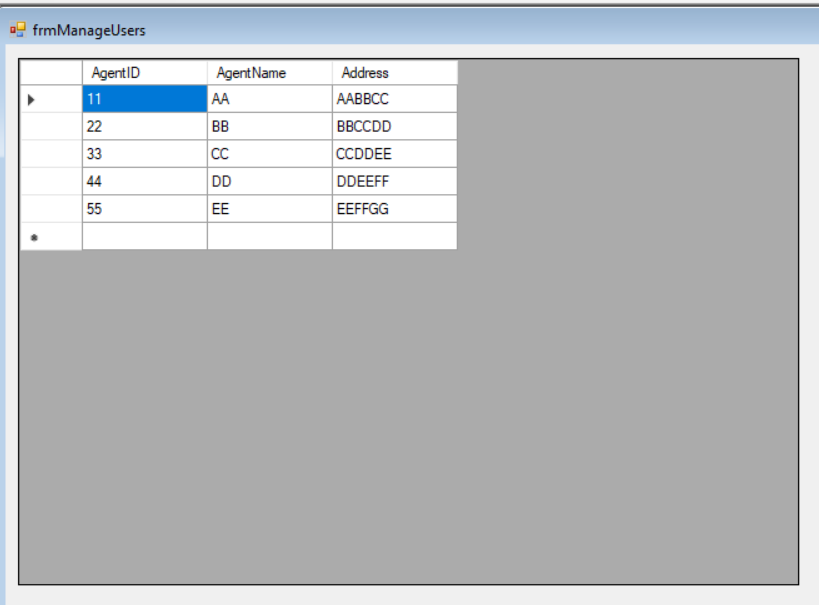 frmManageUsers
AgentID AgentName Address
11 AA AABBCC
22 BB BBCCDD
33 CC CCDDEE
44 DD DDEEFF
55 EE EEFFGG